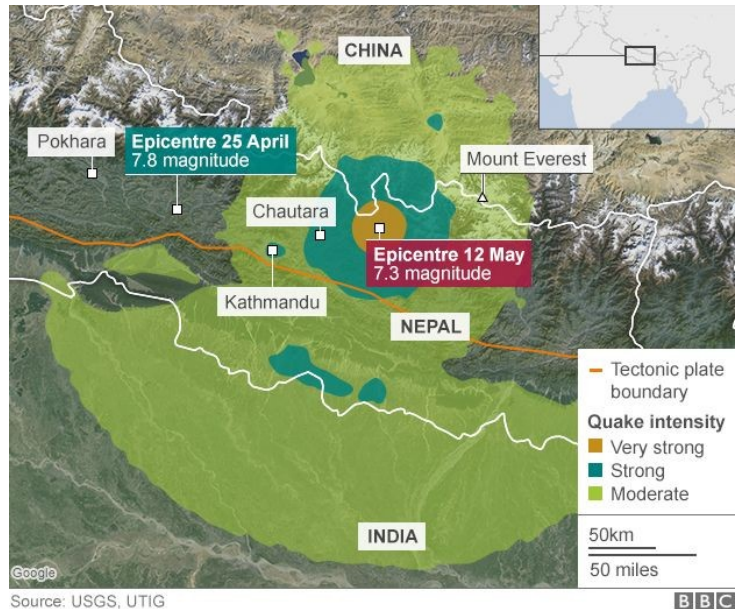 CHINA
Pokhara
Epicentre 25 April
7.8 magnitude
Mount Everest
Chautara
Epicentre 12 May
7.3 magnitude
Kathmandu
NEPAL
Tectonic plate
boundary
Quake intensity
Very strong
Strong
Moderate
INDIA
50km
50 miles
Google
Source: USGS, UTIG
BBC